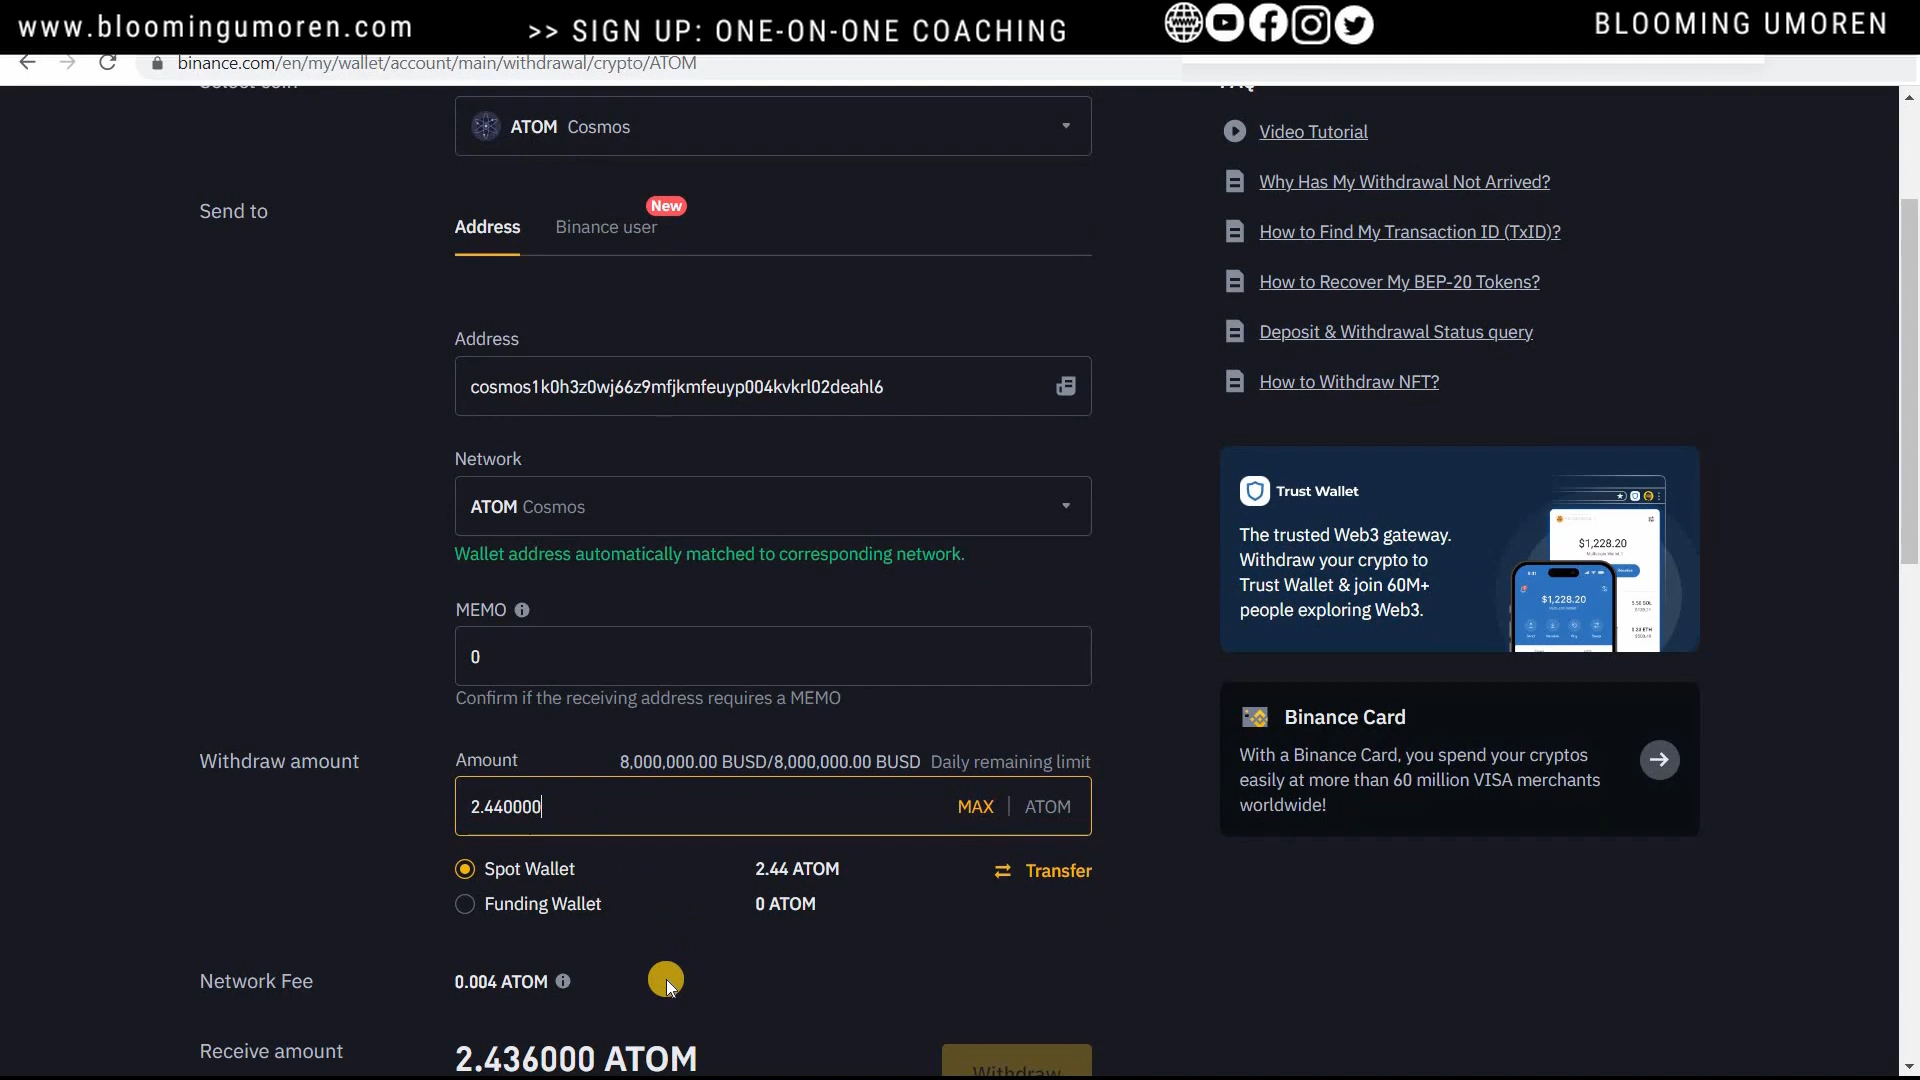 www.bloomingumoren.com
>> SIGN UP: ONE-ON-ONE COACHING
BLOOMING UMOREN
binance.com/en/my/wallet/account/main/withdrawal/crypto/ATOM
ATOM Cosmos
Send to
Address
Binance user
New
Address
cosmos1k0h3z0wj66z9mfjkmfeuyp004kvkrl02deahl6
Network
ATOM Cosmos
Wallet address automatically matched to corresponding network.
MEMO
0
Confirm if the receiving address requires a MEMO
Withdraw amount
Amount
8,000,000.00 BUSD/8,000,000.00 BUSD Daily remaining limit
2.440000
MAX | ATOM
Spot Wallet 2.44 ATOM
Transfer
Funding Wallet 0 ATOM
Network Fee
0.004 ATOM
Receive amount
2.436000 ATOM
Withdraw
FAQ
Video Tutorial
Why Has My Withdrawal Not Arrived?
How to Find My Transaction ID (TxID)?
How to Recover My BEP-20 Tokens?
Deposit & Withdrawal Status query
How to Withdraw NFT?
Trust Wallet
The trusted Web3 gateway.
Withdraw your crypto to
Trust Wallet & join 60M+
people exploring Web3.
$1,228.20
$1,228.20
Binance Card
With a Binance Card, you spend your cryptos
easily at more than 60 million VISA merchants
worldwide!